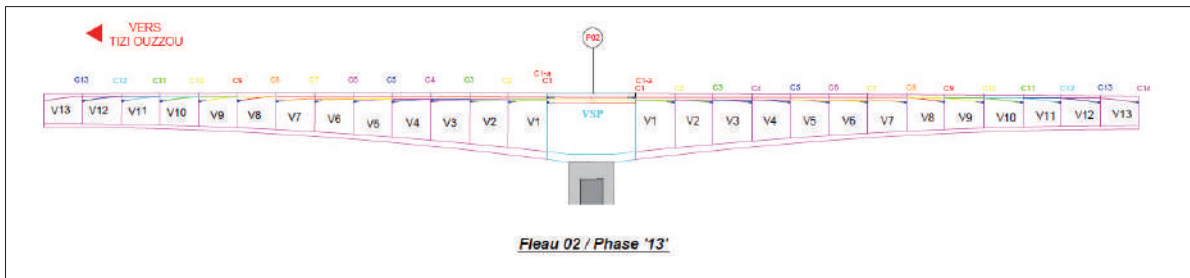 VERS
TIZI OUZZOU
P02
C13 C12 C11 C10 C9 C8 C7 C6 C5 C4 C3 C2 C1-a C1 C1-a C1 C2 C3 C4 C5 C6 C7 C8 C9 C10 C11 C12 C13 C14
V13 V12 V11 V10 V9 V8 V7 V6 V5 V4 V3 V2 V1 VSP V1 V2 V3 V4 V5 V6 V7 V8 V9 V10 V11 V12 V13
Fleau 02 / Phase '13'